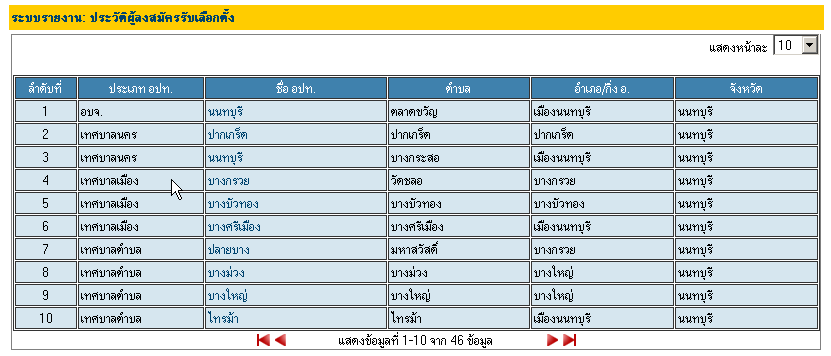 ระบบรายงาน: ประวัติผู้ลงสมัครรับเลือกตั้ง
แสดงหน้าละ 10
ลำดับที่ ประเภท อปท. ชื่อ อปท. ตำบล อำเภอ/กิ่ง อ. จังหวัด
1 อบจ. นนทบุรี ตลาดขวัญ เมืองนนทบุรี นนทบุรี
2 เทศบาลนคร ปากเกร็ด ปากเกร็ด ปากเกร็ด นนทบุรี
3 เทศบาลนคร นนทบุรี บางกระสอ เมืองนนทบุรี นนทบุรี
4 เทศบาลเมือง บางกรวย วัดชลอ บางกรวย นนทบุรี
5 เทศบาลเมือง บางบัวทอง บางบัวทอง บางบัวทอง นนทบุรี
6 เทศบาลเมือง บางศรีเมือง บางศรีเมือง เมืองนนทบุรี นนทบุรี
7 เทศบาลตำบล ปลายบาง มหาสวัสดิ์ บางกรวย นนทบุรี
8 เทศบาลตำบล บางม่วง บางม่วง บางใหญ่ นนทบุรี
9 เทศบาลตำบล บางใหญ่ บางใหญ่ บางใหญ่ นนทบุรี
10 เทศบาลตำบล ไทรม้า ไทรม้า เมืองนนทบุรี นนทบุรี
แสดงข้อมูลที่ 1-10 จาก 46 ข้อมูล